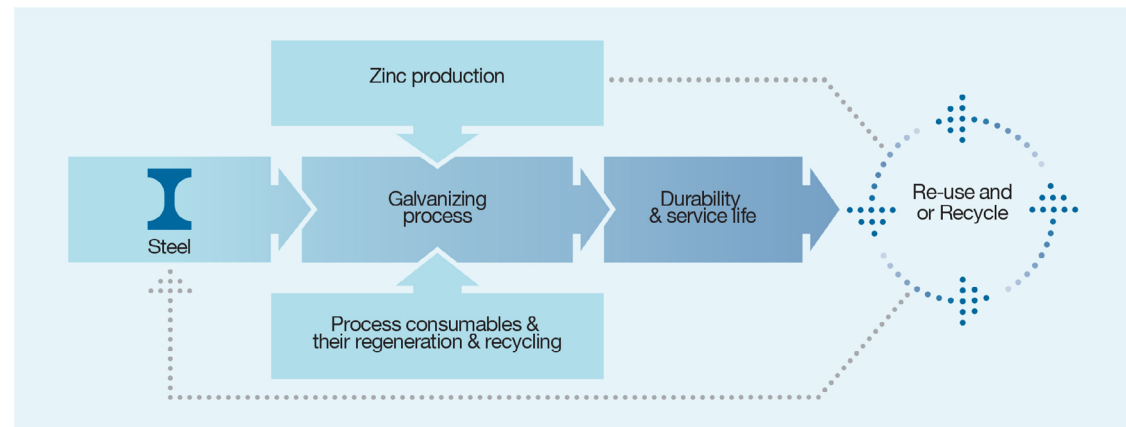 Zinc production
Steel
Galvanizing
process
Durability
& service life
Re-use and
or Recycle
Process consumables &
their regeneration & recycling